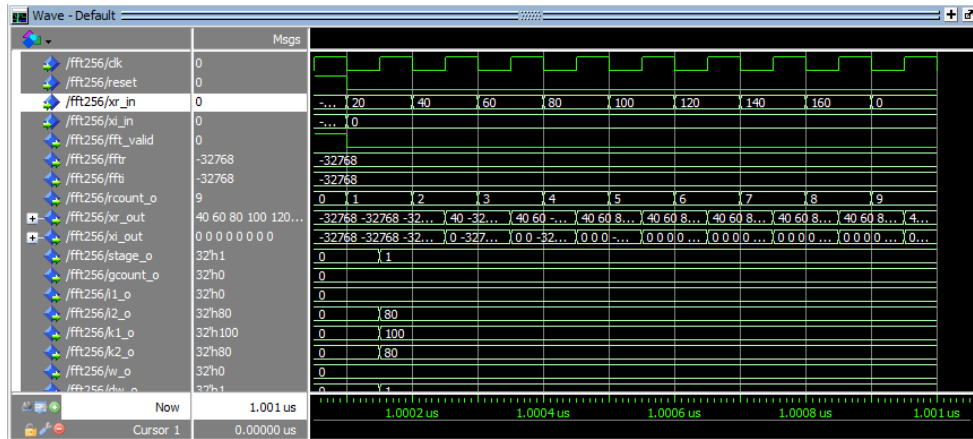 Wave - Default
Msgs
/fft256/clk 0
/fft256/reset 0
/fft256/xr_in 0 -... 20 40 60 80 100 120 140 160 0
/fft256/xi_in 0 -... 0
/fft256/fft_valid 0
/fft256/fftr -32768 -32768
/fft256/ffti -32768 -32768
/fft256/rcount_o 9 0 1 2 3 4 5 6 7 8 9
/fft256/xr_out 40 60 80 100 120... -32768 -32768 -32... 40 -32... 40 60 -... 40 60 8... 40 60 8... 40 60 8... 40 60 8... 40 60 8... 4...
/fft256/xi_out 0 0 0 0 0 0 0 0 -32768 -32768 -32... 0 -327... 0 0 -32... 0 0 0 -... 0 0 0 0 ... 0 0 0 0 ... 0 0 0 0 ... 0 0 0 0 ... 0...
/fft256/stage_o 32'h1 0 1
/fft256/gcount_o 32'h0 0
/fft256/i1_o 32'h0 0
/fft256/i2_o 32'h80 0 80
/fft256/k1_o 32'h100 0 100
/fft256/k2_o 32'h80 0 80
/fft256/w_o 32'h0 0
/fft256/dw_o 32'h1 0 1
Now 1.001 us 1.0002 us 1.0004 us 1.0006 us 1.0008 us 1.001 us
Cursor 1 0.00000 us